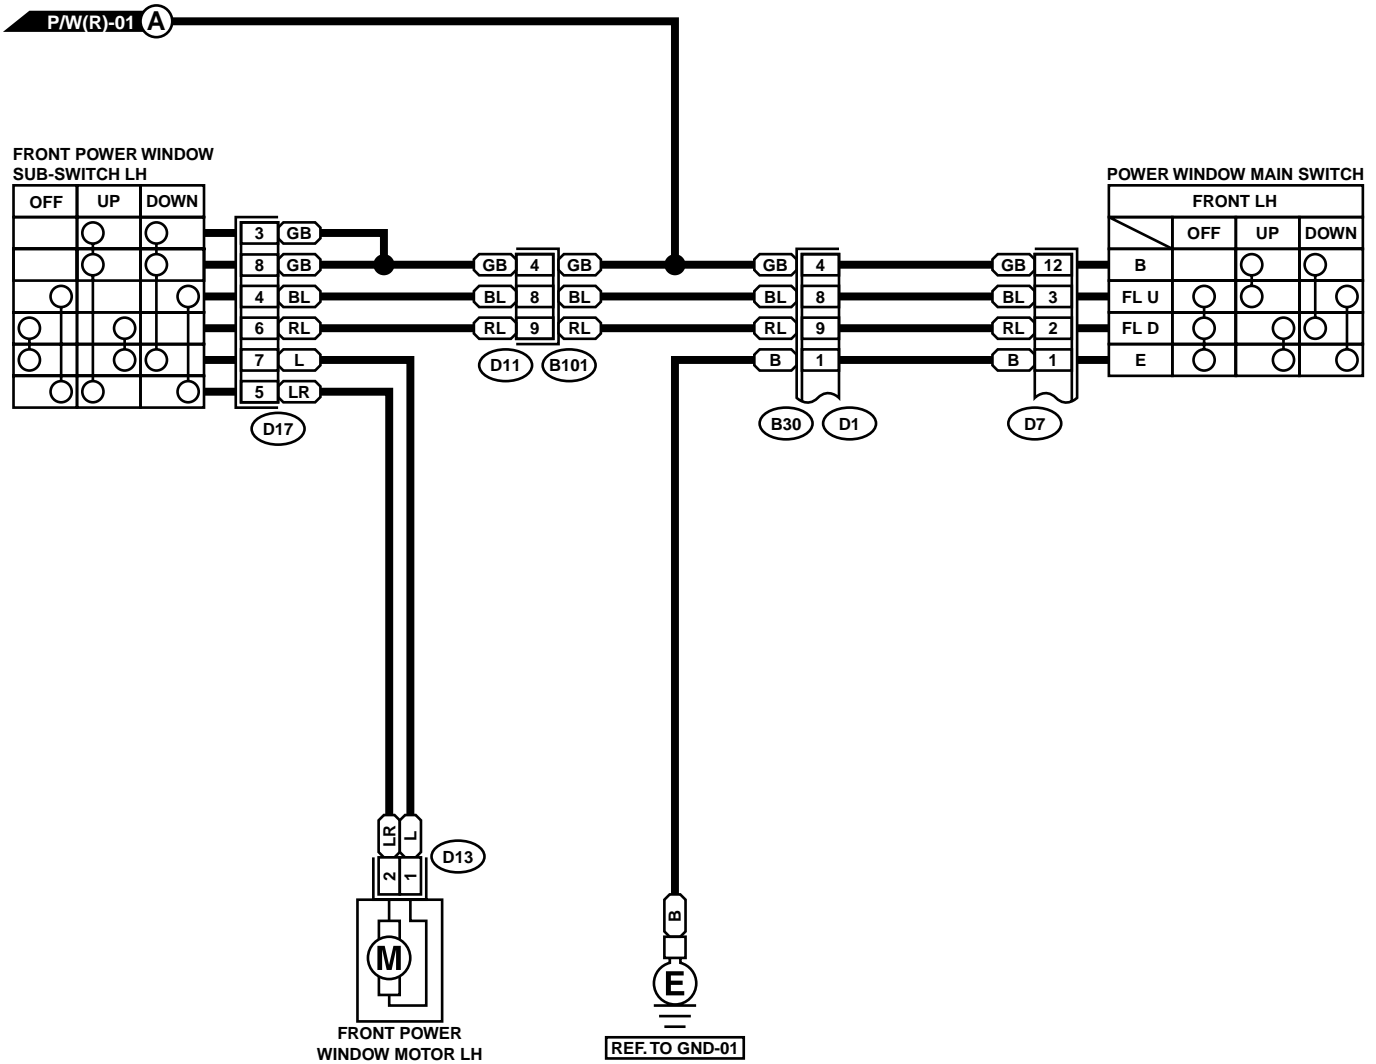 P/W(R)-01 A
FRONT POWER WINDOW
SUB-SWITCH LH
OFF UP DOWN
3 GB
8 GB
4 BL
6 RL
7 L
5 LR
D17
GB 4 GB
BL 8 BL
RL 9 RL
D11 B101
GB 4
BL 8
RL 9
B 1
B30 D1
GB 12
BL 3
RL 2
B 1
D7
POWER WINDOW MAIN SWITCH
FRONT LH
OFF UP DOWN
B
FL U
FL D
E
LR L
2 1
D13
M
FRONT POWER
WINDOW MOTOR LH
B
E
REF. TO GND-01